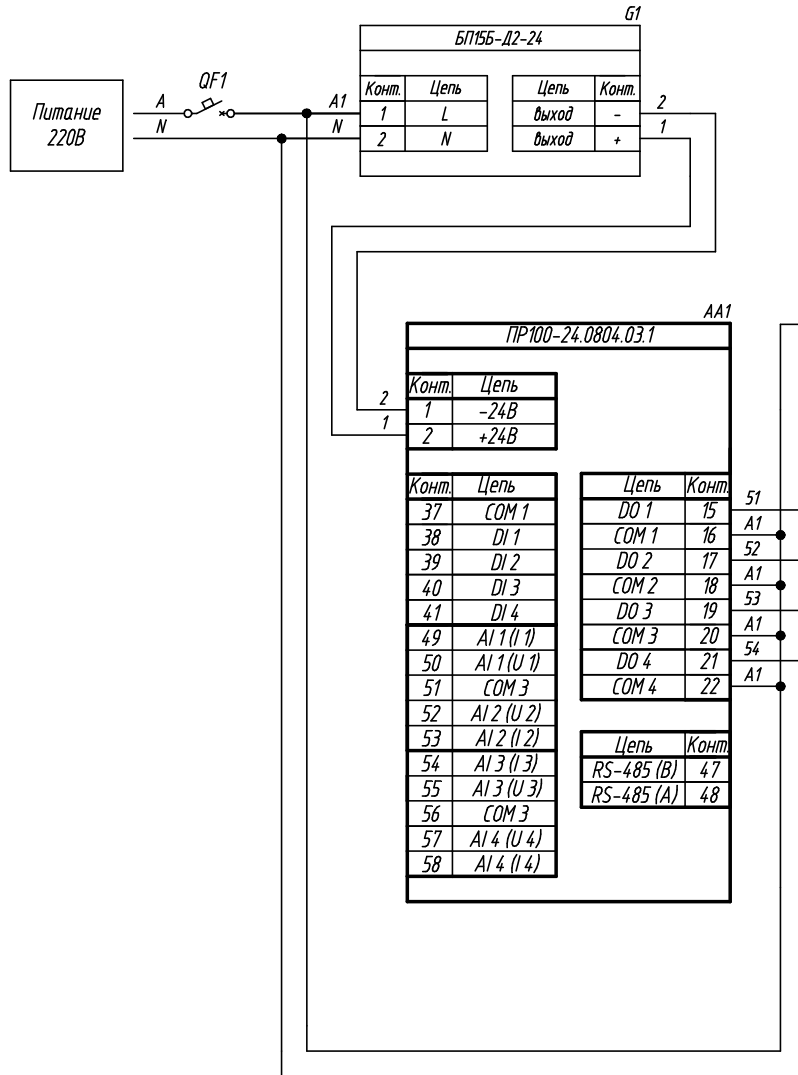 G1
БП15Б-Д2-24
QF1
Питание
220В
A
N
A1
N
Конт. Цепь
1 L
2 N
Цепь Конт.
выход -
выход +
2
1
AA1
ПР100-24.0804.03.1
Конт. Цепь
1 -24В
2 +24В
2
1
Конт. Цепь
37 COM 1
38 DI 1
39 DI 2
40 DI 3
41 DI 4
49 AI 1 (I 1)
50 AI 1 (U 1)
51 COM 3
52 AI 2 (U 2)
53 AI 2 (I 2)
54 AI 3 (I 3)
55 AI 3 (U 3)
56 COM 3
57 AI 4 (U 4)
58 AI 4 (I 4)
Цепь Конт.
DO 1 15 51
COM 1 16 A1
DO 2 17 52
COM 2 18 A1
DO 3 19 53
COM 3 20 A1
DO 4 21 54
COM 4 22 A1
Цепь Конт.
RS-485 (B) 47
RS-485 (A) 48